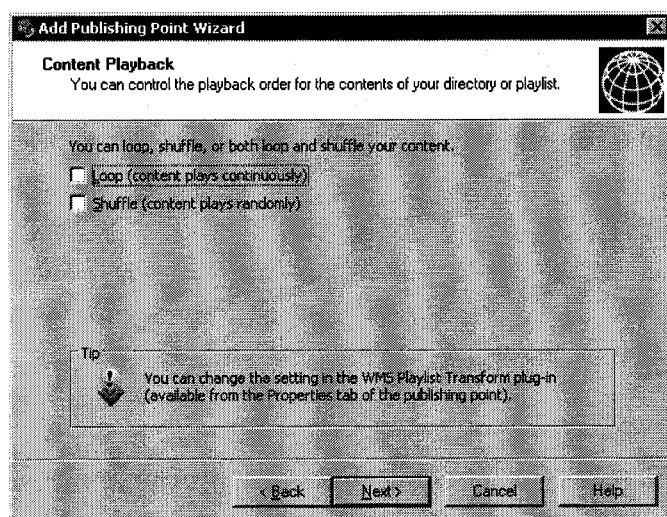 Add Publishing Point Wizard
Content Playback
You can control the playback order for the contents of your directory or playlist.
You can loop, shuffle, or both loop and shuffle your content.
Loop (content plays continuously)
Shuffle (content plays randomly)
Tip
You can change the setting in the WMS Playlist Transform plug-in
(available from the Properties tab of the publishing point).
< Back Next > Cancel Help